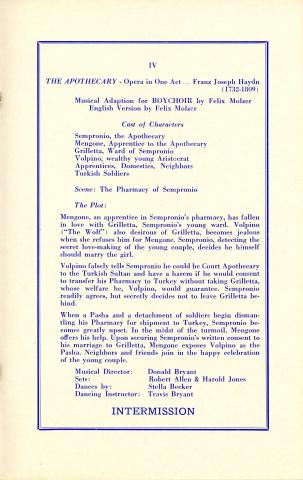 IV
THE APOTHECARY - Opera in One Act ... Franz Joseph Haydn
(1732-1809)
Musical Adaption for BOYCHOIR by Felix Molzer
English Version by Felix Molzer
Cast of Characters
Sempronio, the Apothecary
Mengone, Apprentice to the Apothecary
Grilletta, Ward of Sempronio
Volpino, wealthy young Aristocrat
Apprentices, Domestics, Neighbors
Turkish Soldiers
Scene: The Pharmacy of Sempronio
The Plot:
Mengone, an apprentice in Sempronio's pharmacy, has fallen
in love with Grilletta, Sempronio's young ward. Volpino
("The Wolf") also desirous of Grilletta, becomes jealous
when she refuses him for Mengone. Sempronio, detecting the
secret love-making of the young couple, decides he himself
should marry the girl.
Volpino falsely tells Sempronio he could be Court Apothecary
to the Turkish Sultan and have a harem if he would consent
to transfer his Pharmacy to Turkey without taking Grilletta,
whose welfare he, Volpino, would guarantee. Sempronio
readily agrees, but secretly decides not to leave Grilletta be-
hind.
When a Pasha and a detachment of soldiers begin disman-
tling his Pharmacy for shipment to Turkey, Sempronio be-
comes greatly upset. In the midst of the turmoil, Mengone
offers his help. Upon securing Sempronio's written consent to
his marriage to Grilletta, Mengone exposes Volpino as the
Pasha. Neighbors and friends join in the happy celebration
of the young couple.
Musical Director: Donald Bryant
Sets: Robert Allen & Harold Jones
Dances by: Stella Becker
Dancing Instructor: Travis Bryant
INTERMISSION